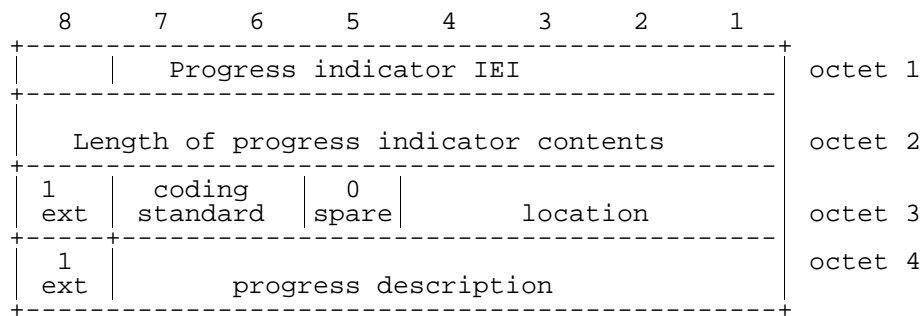 8 7 6 5 4 3 2 1
Progress indicator IEI octet 1
Length of progress indicator contents octet 2
1 coding 0
ext standard spare location octet 3
1 octet 4
ext progress description